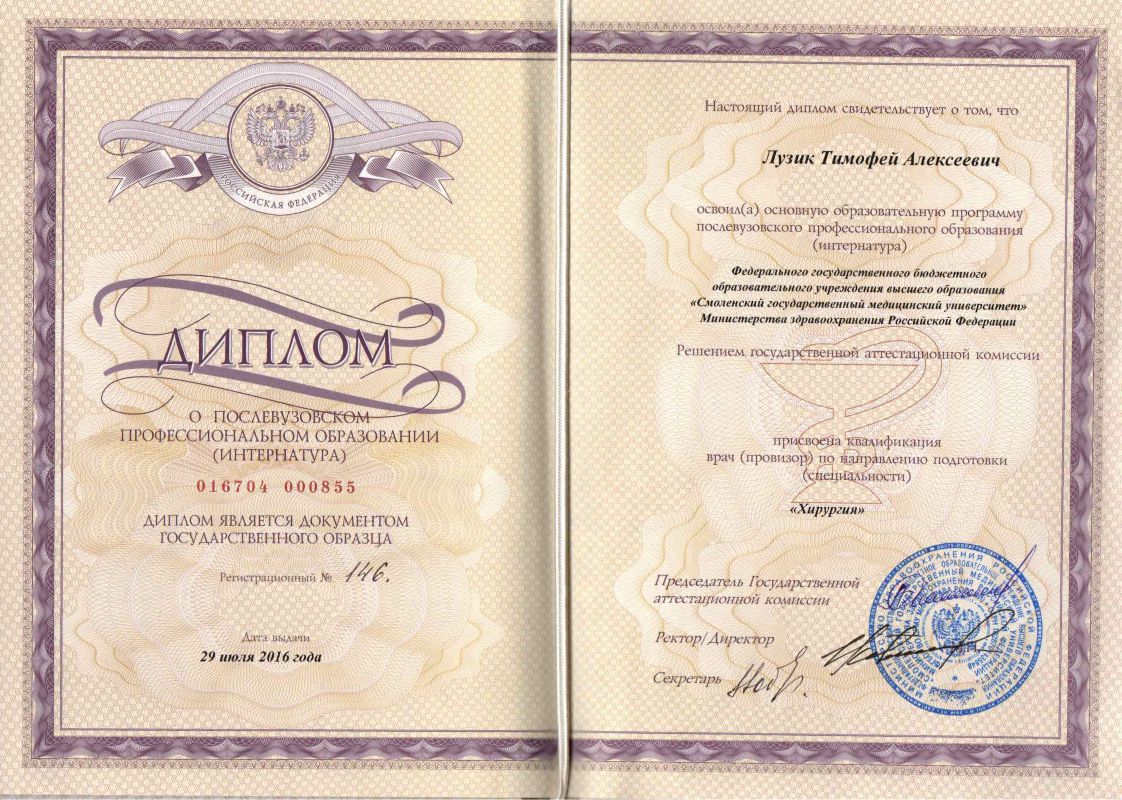 РОССИЙСКАЯ ФЕДЕРАЦИЯ
ДИПЛОМ
О ПОСЛЕВУЗОВСКОМ
ПРОФЕССИОНАЛЬНОМ ОБРАЗОВАНИИ
(ИНТЕРНАТУРА)
016704 000855
ДИПЛОМ ЯВЛЯЕТСЯ ДОКУМЕНТОМ
ГОСУДАРСТВЕННОГО ОБРАЗЦА
Регистрационный № 146.
Дата выдачи
29 июля 2016 года
Настоящий диплом свидетельствует о том, что
Лузик Тимофей Алексеевич
освоил(а) основную образовательную программу
послевузовского профессионального образования
(интернатура)
Федерального государственного бюджетного
образовательного учреждения высшего образования
«Смоленский государственный медицинский университет»
Министерства здравоохранения Российской Федерации
Решением государственной аттестационной комиссии
присвоена квалификация
врач (провизор) по направлению подготовки
(специальности)
«Хирургия»
Председатель Государственной
аттестационной комиссии
Ректор/Директор
Секретарь